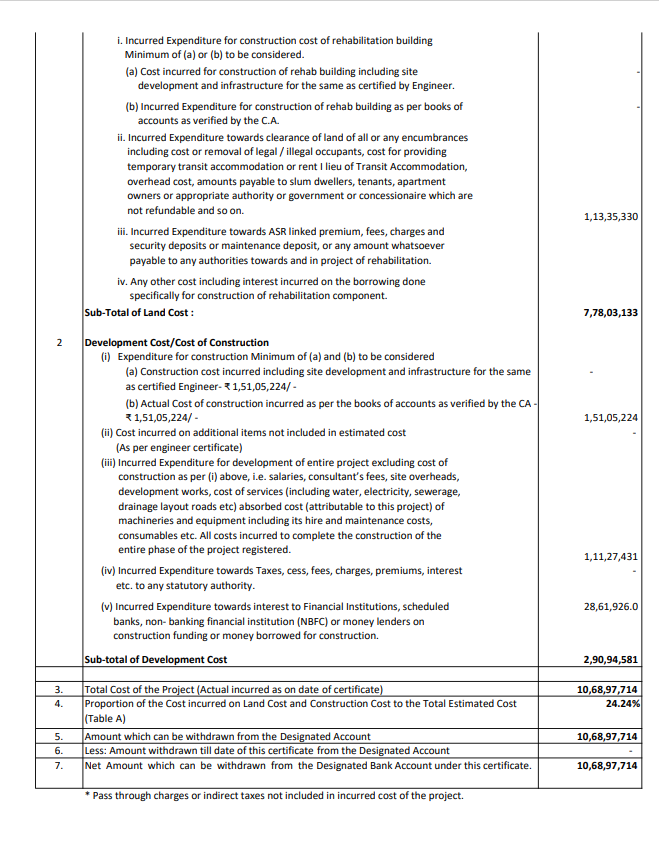 i. Incurred Expenditure for construction cost of rehabilitation building
Minimum of (a) or (b) to be considered.
(a) Cost incurred for construction of rehab building including site -
development and infrastructure for the same as certified by Engineer.
(b) Incurred Expenditure for construction of rehab building as per books of -
accounts as verified by the C.A.
ii. Incurred Expenditure towards clearance of land of all or any encumbrances
including cost or removal of legal / illegal occupants, cost for providing
temporary transit accommodation or rent I lieu of Transit Accommodation,
overhead cost, amounts payable to slum dwellers, tenants, apartment
owners or appropriate authority or government or concessionaire which are
not refundable and so on.
1,13,35,330
iii. Incurred Expenditure towards ASR linked premium, fees, charges and
security deposits or maintenance deposit, or any amount whatsoever
payable to any authorities towards and in project of rehabilitation.
iv. Any other cost including interest incurred on the borrowing done
specifically for construction of rehabilitation component.
Sub-Total of Land Cost : 7,78,03,133
2 Development Cost/Cost of Construction
(i) Expenditure for construction Minimum of (a) and (b) to be considered
(a) Construction cost incurred including site development and infrastructure for the same -
as certified Engineer- ₹ 1,51,05,224/ -
(b) Actual Cost of construction incurred as per the books of accounts as verified by the CA -
₹ 1,51,05,224/ - 1,51,05,224
(ii) Cost incurred on additional items not included in estimated cost -
(As per engineer certificate)
(iii) Incurred Expenditure for development of entire project excluding cost of
construction as per (i) above, i.e. salaries, consultant's fees, site overheads,
development works, cost of services (including water, electricity, sewerage,
drainage layout roads etc) absorbed cost (attributable to this project) of
machineries and equipment including its hire and maintenance costs,
consumables etc. All costs incurred to complete the construction of the
entire phase of the project registered.
1,11,27,431
(iv) Incurred Expenditure towards Taxes, cess, fees, charges, premiums, interest -
etc. to any statutory authority.
(v) Incurred Expenditure towards interest to Financial Institutions, scheduled 28,61,926.0
banks, non- banking financial institution (NBFC) or money lenders on
construction funding or money borrowed for construction.
Sub-total of Development Cost 2,90,94,581
3. Total Cost of the Project (Actual incurred as on date of certificate) 10,68,97,714
4. Proportion of the Cost incurred on Land Cost and Construction Cost to the Total Estimated Cost 24.24%
(Table A)
5. Amount which can be withdrawn from the Designated Account 10,68,97,714
6. Less: Amount withdrawn till date of this certificate from the Designated Account -
7. Net Amount which can be withdrawn from the Designated Bank Account under this certificate. 10,68,97,714
* Pass through charges or indirect taxes not included in incurred cost of the project.